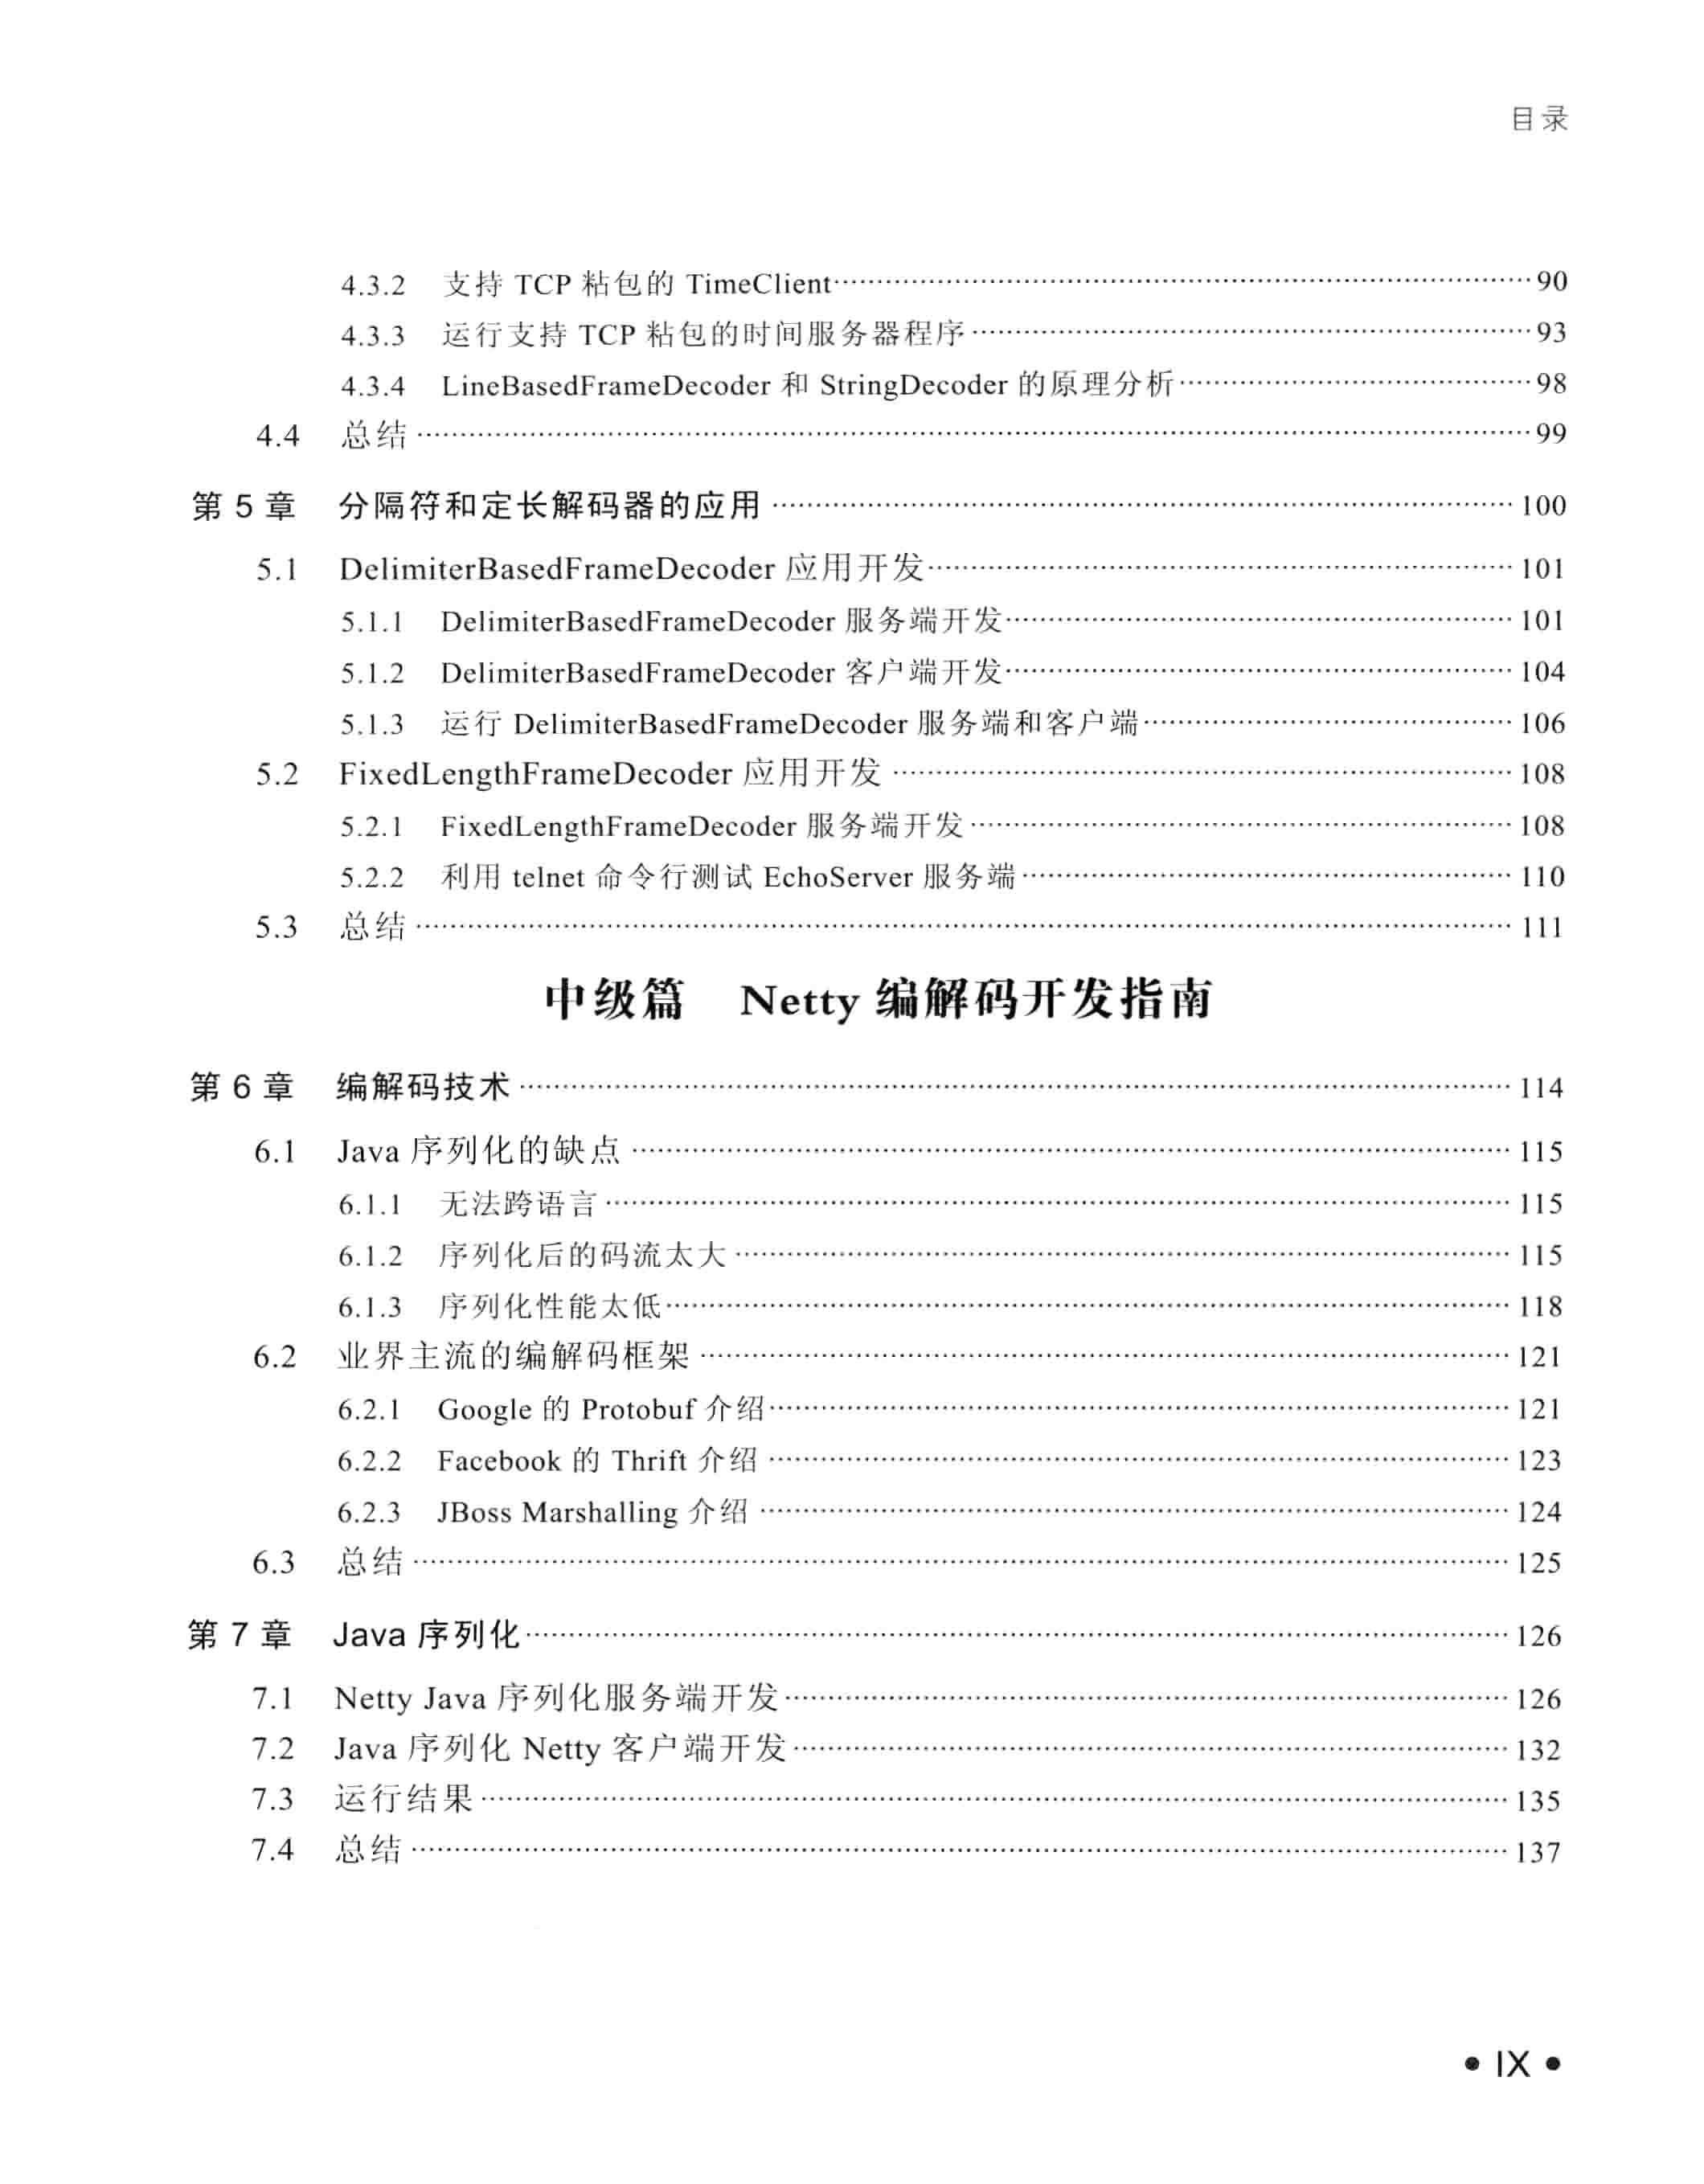 目录
4.3.2 支持 TCP 粘包的 TimeClient 90
4.3.3 运行支持 TCP 粘包的时间服务器程序 93
4.3.4 LineBasedFrameDecoder 和 StringDecoder 的原理分析 98
4.4 总结 99
第 5 章 分隔符和定长解码器的应用 100
5.1 DelimiterBasedFrameDecoder 应用开发 101
5.1.1 DelimiterBasedFrameDecoder 服务端开发 101
5.1.2 DelimiterBasedFrameDecoder 客户端开发 104
5.1.3 运行 DelimiterBasedFrameDecoder 服务端和客户端 106
5.2 FixedLengthFrameDecoder 应用开发 108
5.2.1 FixedLengthFrameDecoder 服务端开发 108
5.2.2 利用 telnet 命令行测试 EchoServer 服务端 110
5.3 总结 111
中级篇 Netty 编解码开发指南
第 6 章 编解码技术 114
6.1 Java 序列化的缺点 115
6.1.1 无法跨语言 115
6.1.2 序列化后的码流太大 115
6.1.3 序列化性能太低 118
6.2 业界主流的编解码框架 121
6.2.1 Google 的 Protobuf 介绍 121
6.2.2 Facebook 的 Thrift 介绍 123
6.2.3 JBoss Marshalling 介绍 124
6.3 总结 125
第 7 章 Java 序列化 126
7.1 Netty Java 序列化服务端开发 126
7.2 Java 序列化 Netty 客户端开发 132
7.3 运行结果 135
7.4 总结 137
• IX •